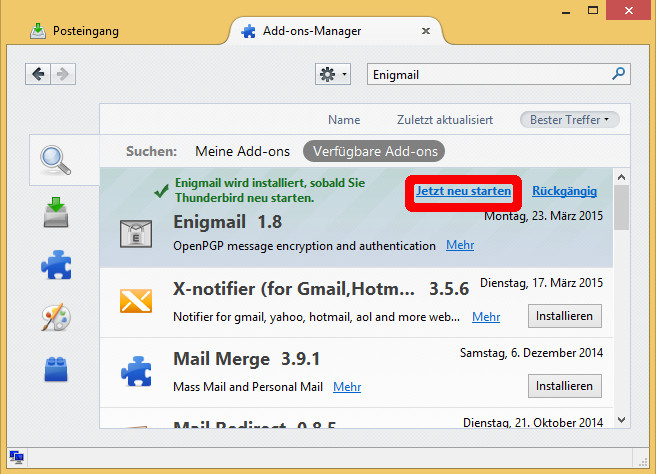 Posteingang
Add-ons-Manager
Enigmail
Name Zuletzt aktualisiert Bester Treffer
Suchen: Meine Add-ons Verfügbare Add-ons
Enigmail wird installiert, sobald Sie
Thunderbird neu starten.
Jetzt neu starten Rückgängig
Enigmail 1.8 Montag, 23. März 2015
OpenPGP message encryption and authentication Mehr
X-notifier (for Gmail,Hotm... 3.5.6 Dienstag, 17. März 2015
Notifier for gmail, yahoo, hotmail, aol and more web... Mehr Installieren
Mail Merge 3.9.1 Samstag, 6. Dezember 2014
Mass Mail and Personal Mail Mehr Installieren
Mail Redirect 0.8.5 Dienstag, 21. Oktober 2014